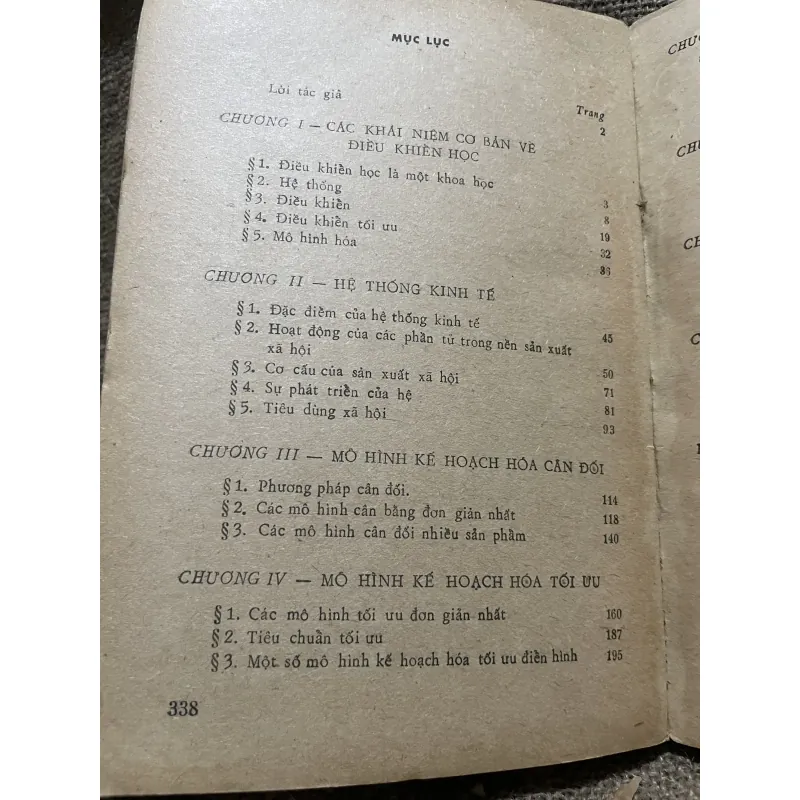 MỤC LỤC
Trang
Lời tác giả 2
CHƯƠNG I — CÁC KHÁI NIỆM CƠ BẢN VỀ
ĐIỀU KHIỂN HỌC
§ 1. Điều khiển học là một khoa học 3
§ 2. Hệ thống 8
§ 3. Điều khiển 19
§ 4. Điều khiển tối ưu 32
§ 5. Mô hình hóa
CHƯƠNG II — HỆ THỐNG KINH TẾ
§ 1. Đặc điểm của hệ thống kinh tế 45
§ 2. Hoạt động của các phần tử trong nền sản xuất
xã hội 50
§ 3. Cơ cấu của sản xuất xã hội 71
§ 4. Sự phát triển của hệ 81
§ 5. Tiêu dùng xã hội 93
CHƯƠNG III — MÔ HÌNH KẾ HOẠCH HÓA CÂN ĐỐI
§ 1. Phương pháp cân đối. 114
§ 2. Các mô hình cân bằng đơn giản nhất 118
§ 3. Các mô hình cân đối nhiều sản phẩm 140
CHƯƠNG IV — MÔ HÌNH KẾ HOẠCH HÓA TỐI ƯU
§ 1. Các mô hình tối ưu đơn giản nhất 160
§ 2. Tiêu chuẩn tối ưu 187
§ 3. Một số mô hình kế hoạch hóa tối ưu điển hình 195
338